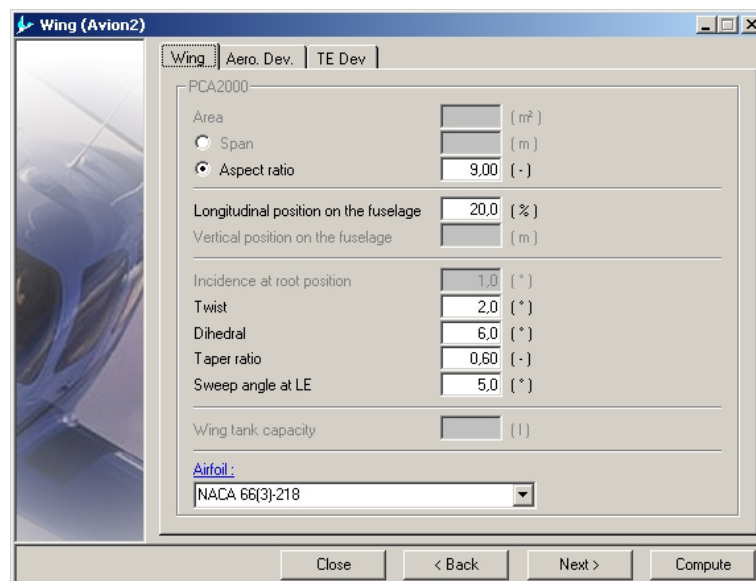 Wing (Avion2)
Wing Aero. Dev. TE Dev
PCA2000
Area (m²)
Span (m)
Aspect ratio 9,00 (-)
Longitudinal position on the fuselage 20,0 (%)
Vertical position on the fuselage (m)
Incidence at root position 1,0 (°)
Twist 2,0 (°)
Dihedral 6,0 (°)
Taper ratio 0,60 (-)
Sweep angle at LE 5,0 (°)
Wing tank capacity (l)
Airfoil :
NACA 66(3)-218
Close < Back Next > Compute